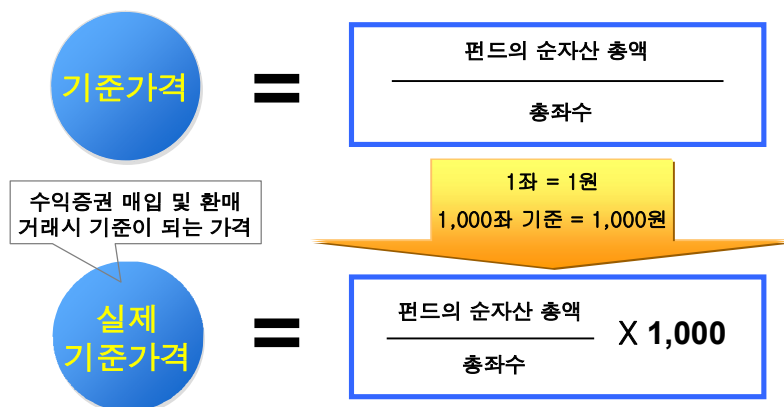 기준가격
=
펀드의 순자산 총액
총좌수
1좌 = 1원
1,000좌 기준 = 1,000원
수익증권 매입 및 환매
거래시 기준이 되는 가격
실제
기준가격
=
펀드의 순자산 총액
총좌수
X 1,000